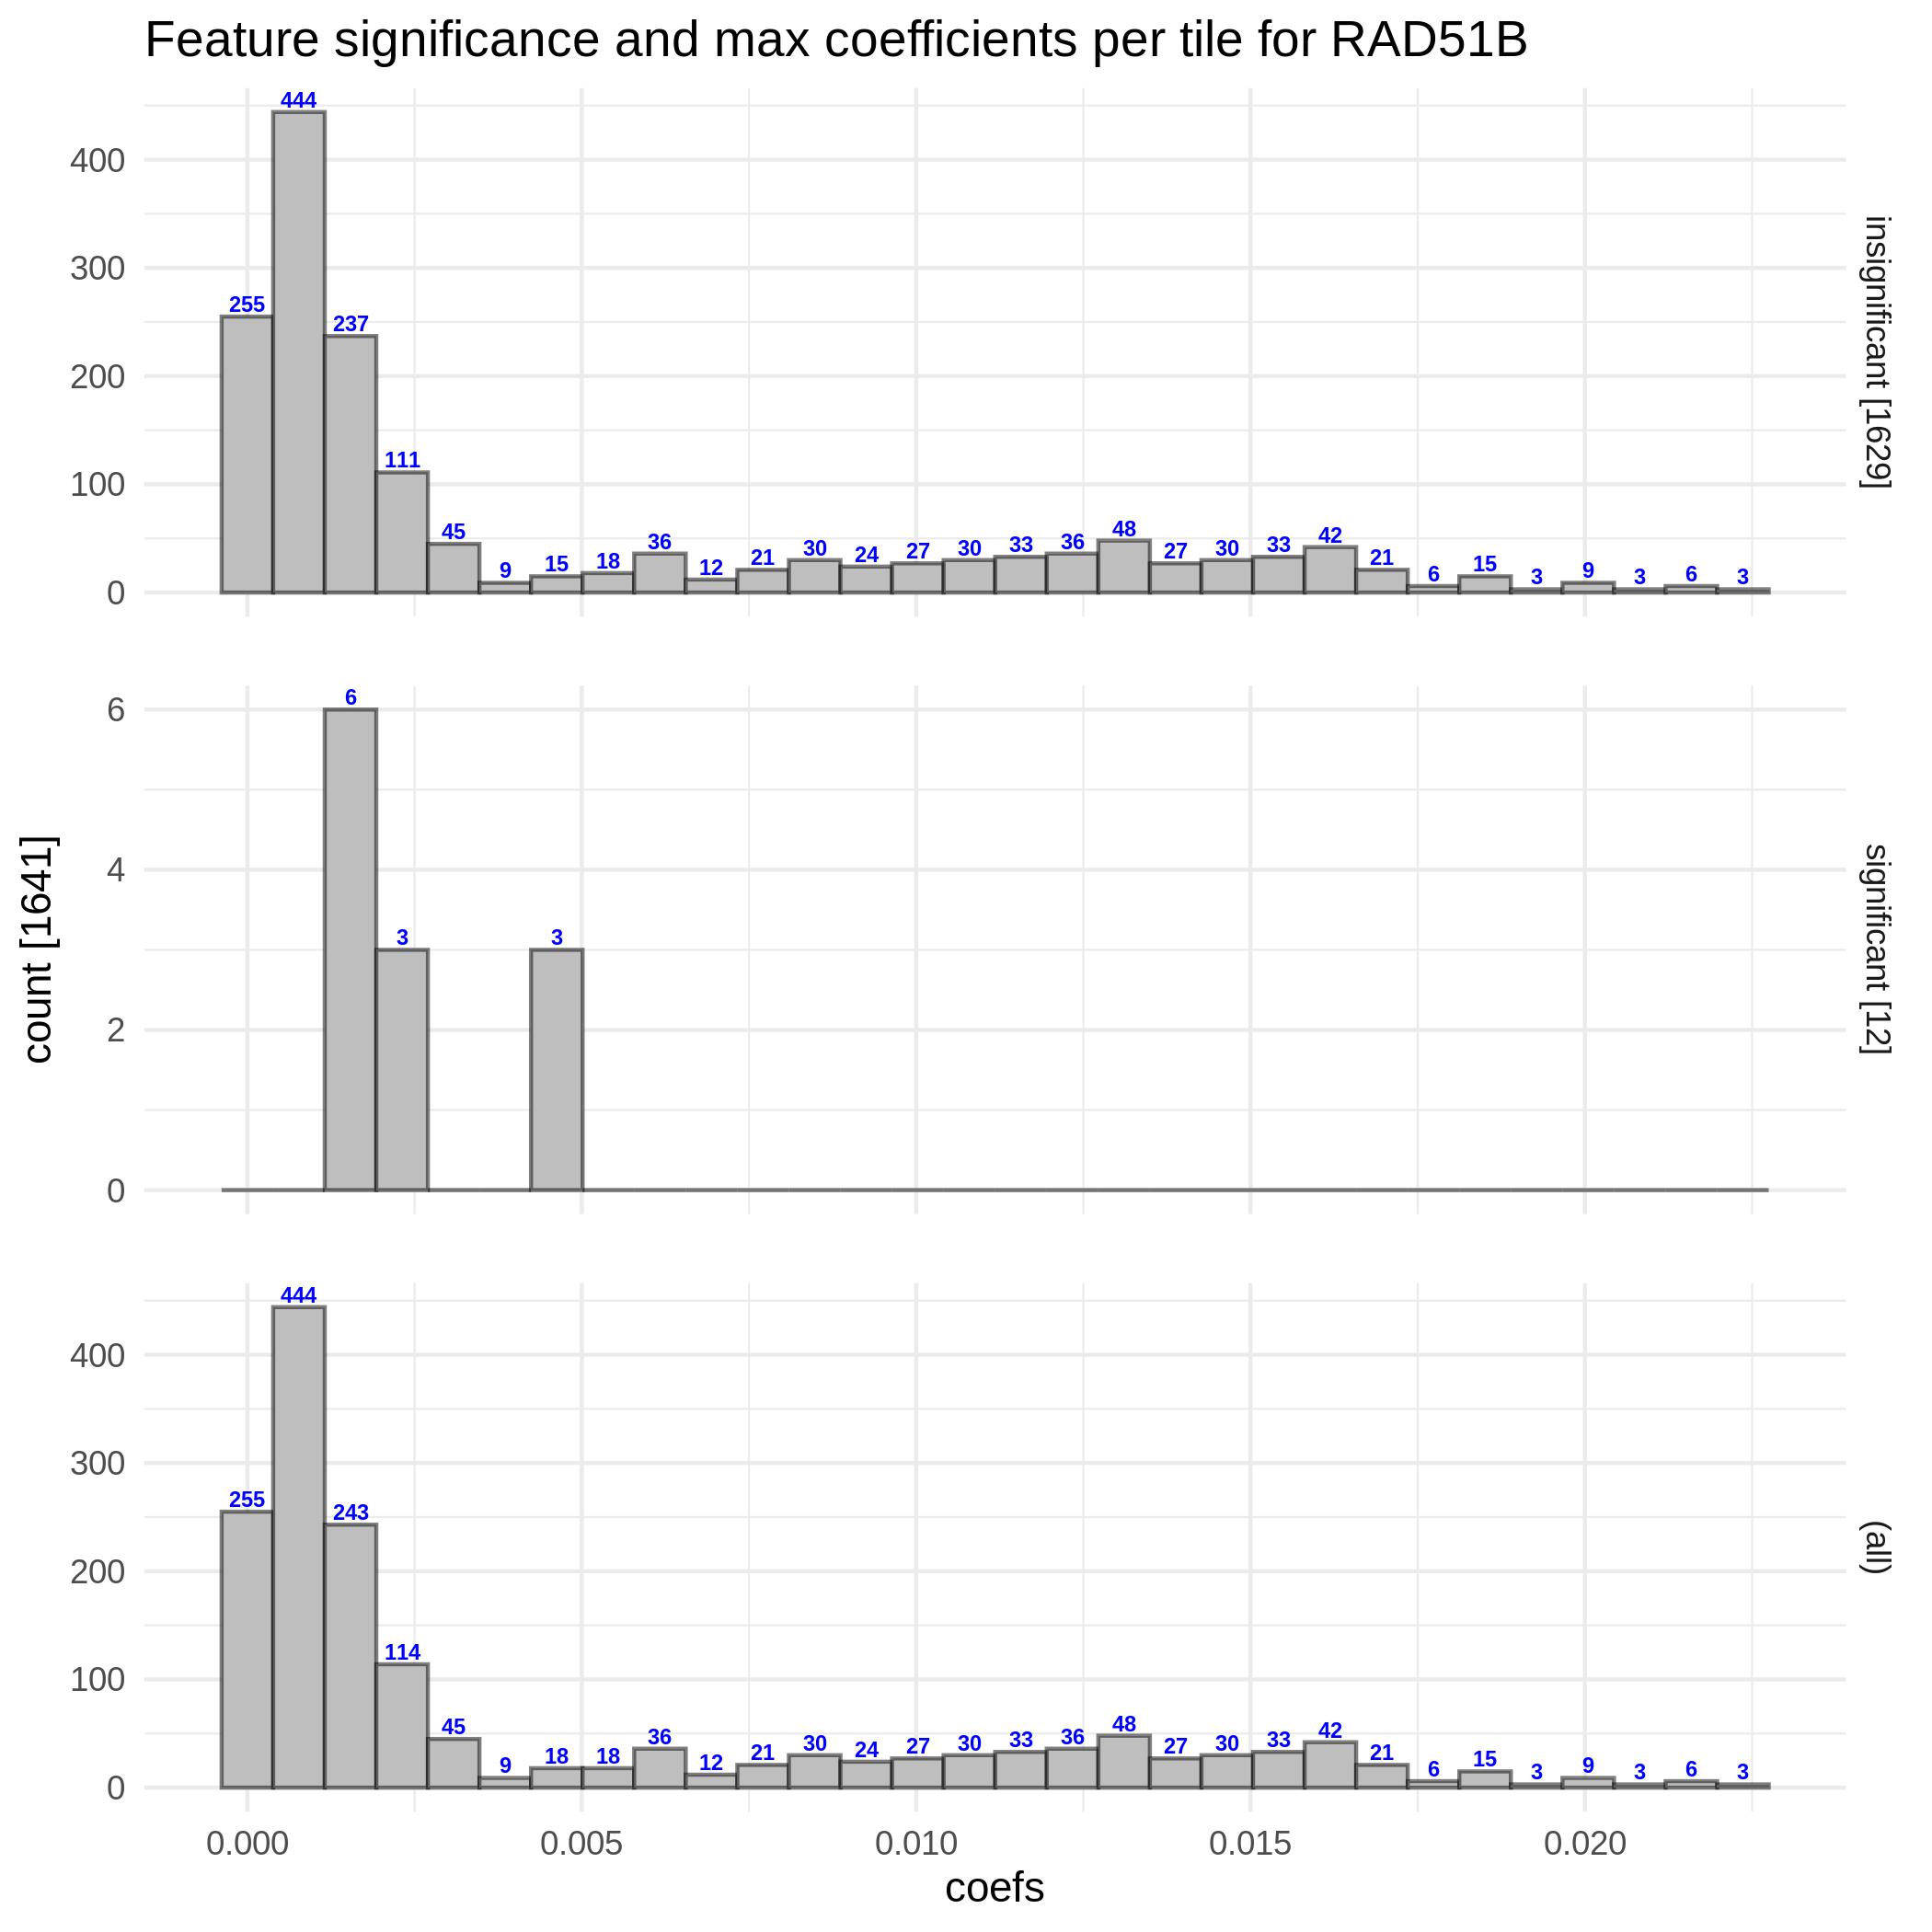 Feature significance and max coefficients per tile for RAD51B
444
400
300
255
237
200
111
100
45 9 15 18 36 12 21 30 24 27 30 33 36 48 27 30 33 42 21 6 15 3 9 3 6 3
0
insignificant [1629]
6
6
4
3 3
2
0
significant [12]
count [1641]
444
400
300
255
243
200
114
100
45 9 18 18 36 12 21 30 24 27 30 33 36 48 27 30 33 42 21 6 15 3 9 3 6 3
0
(all)
0.000 0.005 0.010 0.015 0.020
coefs